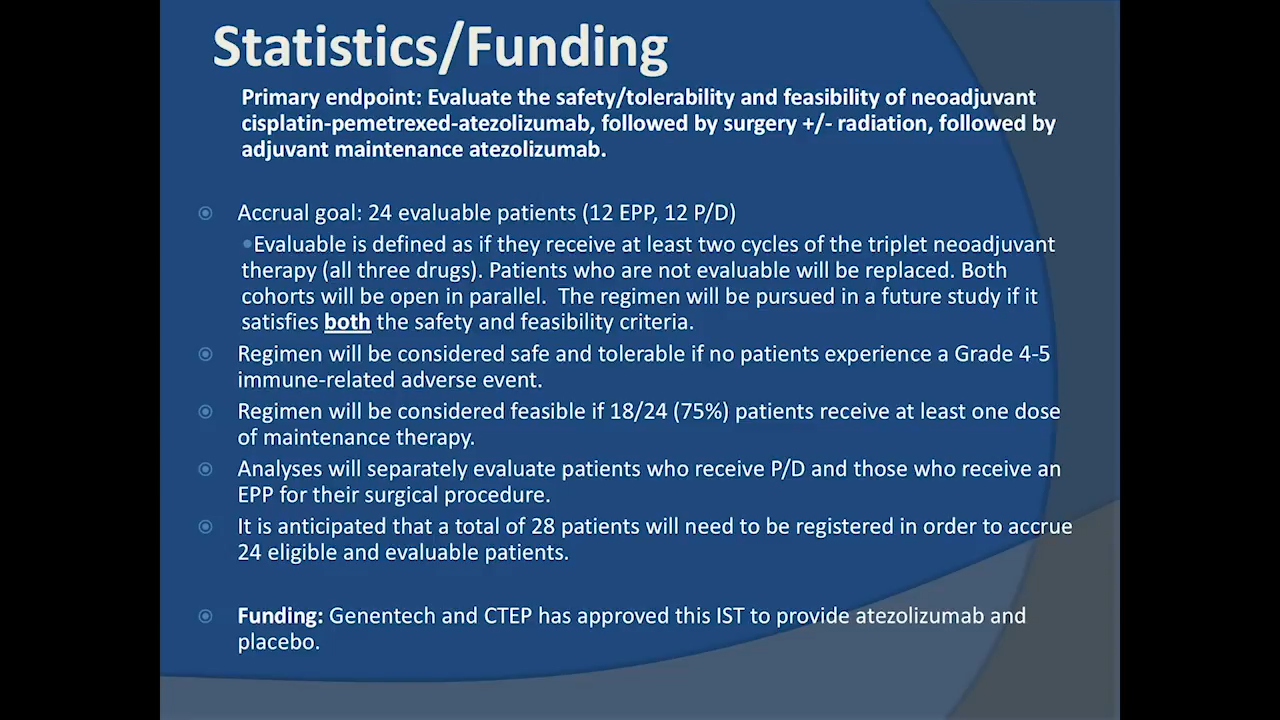 Statistics/Funding
Primary endpoint: Evaluate the safety/tolerability and feasibility of neoadjuvant
cisplatin-pemetrexed-atezolizumab, followed by surgery +/- radiation, followed by
adjuvant maintenance atezolizumab.
Accrual goal: 24 evaluable patients (12 EPP, 12 P/D)
Evaluable is defined as if they receive at least two cycles of the triplet neoadjuvant
therapy (all three drugs). Patients who are not evaluable will be replaced. Both
cohorts will be open in parallel.  The regimen will be pursued in a future study if it
satisfies both the safety and feasibility criteria.
Regimen will be considered safe and tolerable if no patients experience a Grade 4-5
immune-related adverse event.
Regimen will be considered feasible if 18/24 (75%) patients receive at least one dose
of maintenance therapy.
Analyses will separately evaluate patients who receive P/D and those who receive an
EPP for their surgical procedure.
It is anticipated that a total of 28 patients will need to be registered in order to accrue
24 eligible and evaluable patients.
Funding: Genentech and CTEP has approved this IST to provide atezolizumab and
placebo.